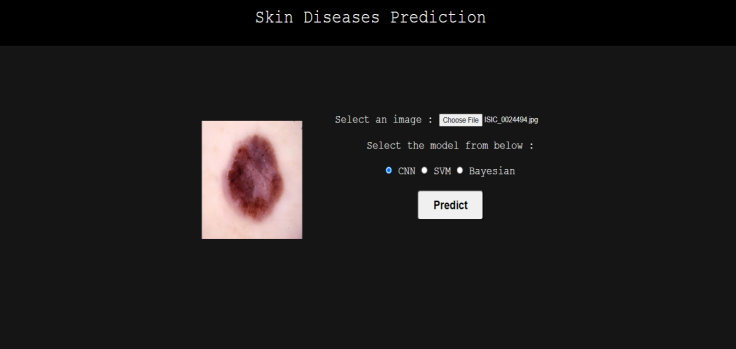 Skin Diseases Prediction
Select an image : Choose File ISIC_0024494.jpg
Select the model from below :
CNN SVM Bayesian
Predict